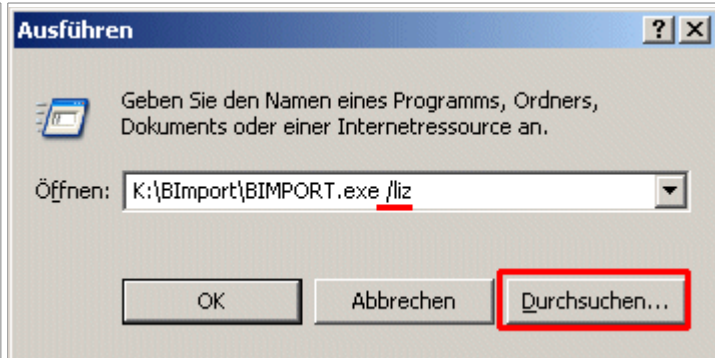 Ausführen
Geben Sie den Namen eines Programms, Ordners,
Dokuments oder einer Internetressource an.
Öffnen: K:\BImport\BIMPORT.exe /liz
OK Abbrechen Durchsuchen...